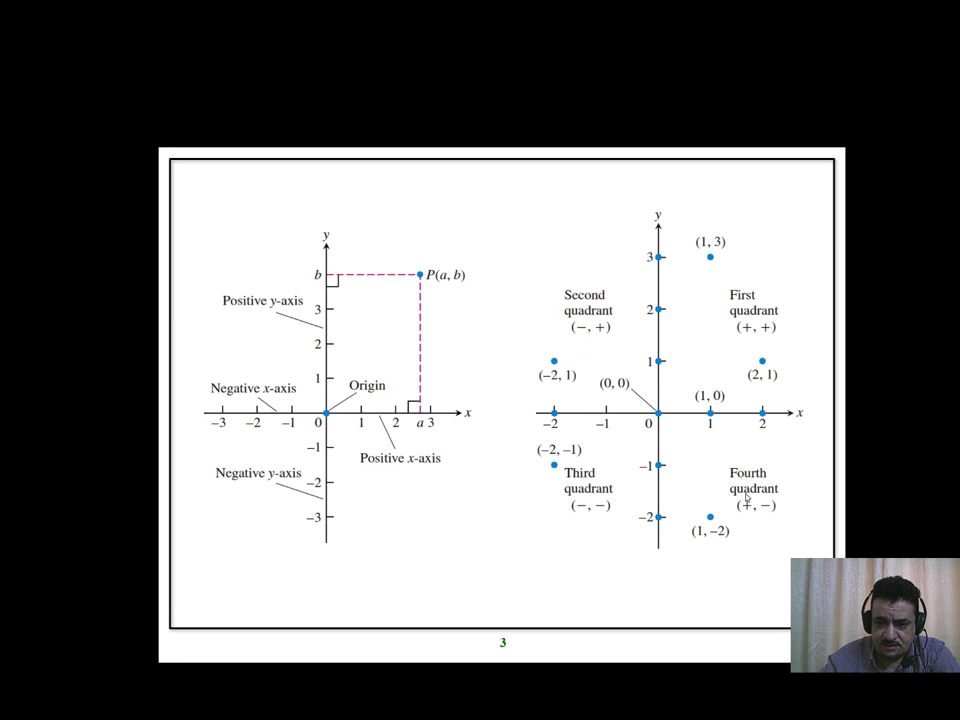 y
b
P(a, b)
Positive y-axis
3
2
1
Negative x-axis
Origin
−3 −2 −1 0 1 2 a 3 x
−1
Positive x-axis
Negative y-axis
−2
−3
y
(1, 3)
3
Second
quadrant
(−, +)
First
quadrant
(+, +)
2
1
(−2, 1)
(2, 1)
(0, 0)
(1, 0)
−2 −1 0 1 2 x
(−2, −1)
−1
Third
quadrant
(−, −)
Fourth
quadrant
(+, −)
−2
(1, −2)
3